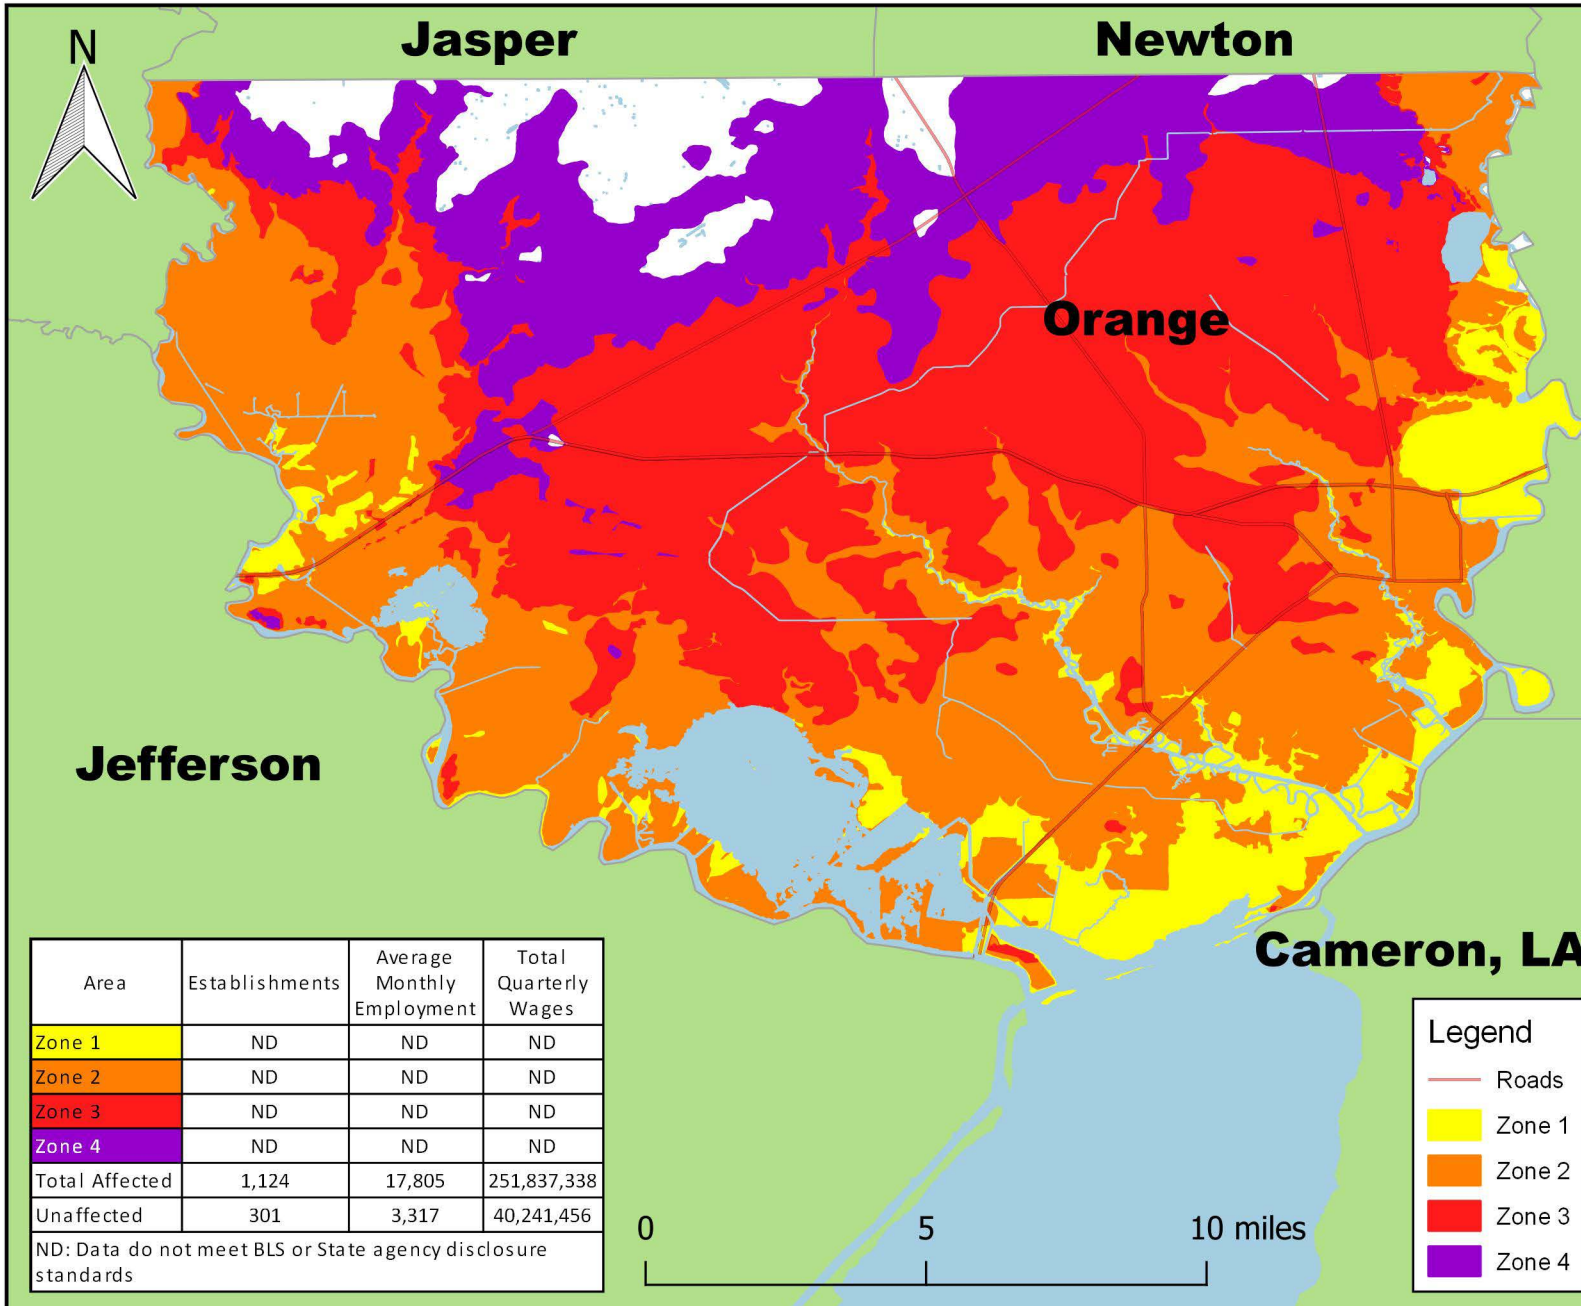 N
Jasper
Newton
Orange
Jefferson
Cameron, LA
Area Establishments Average Monthly Employment Total Quarterly Wages
Zone 1 ND ND ND
Zone 2 ND ND ND
Zone 3 ND ND ND
Zone 4 ND ND ND
Total Affected 1,124 17,805 251,837,338
Unaffected 301 3,317 40,241,456
ND: Data do not meet BLS or State agency disclosure
standards
0 5 10 miles
Legend
Roads
Zone 1
Zone 2
Zone 3
Zone 4